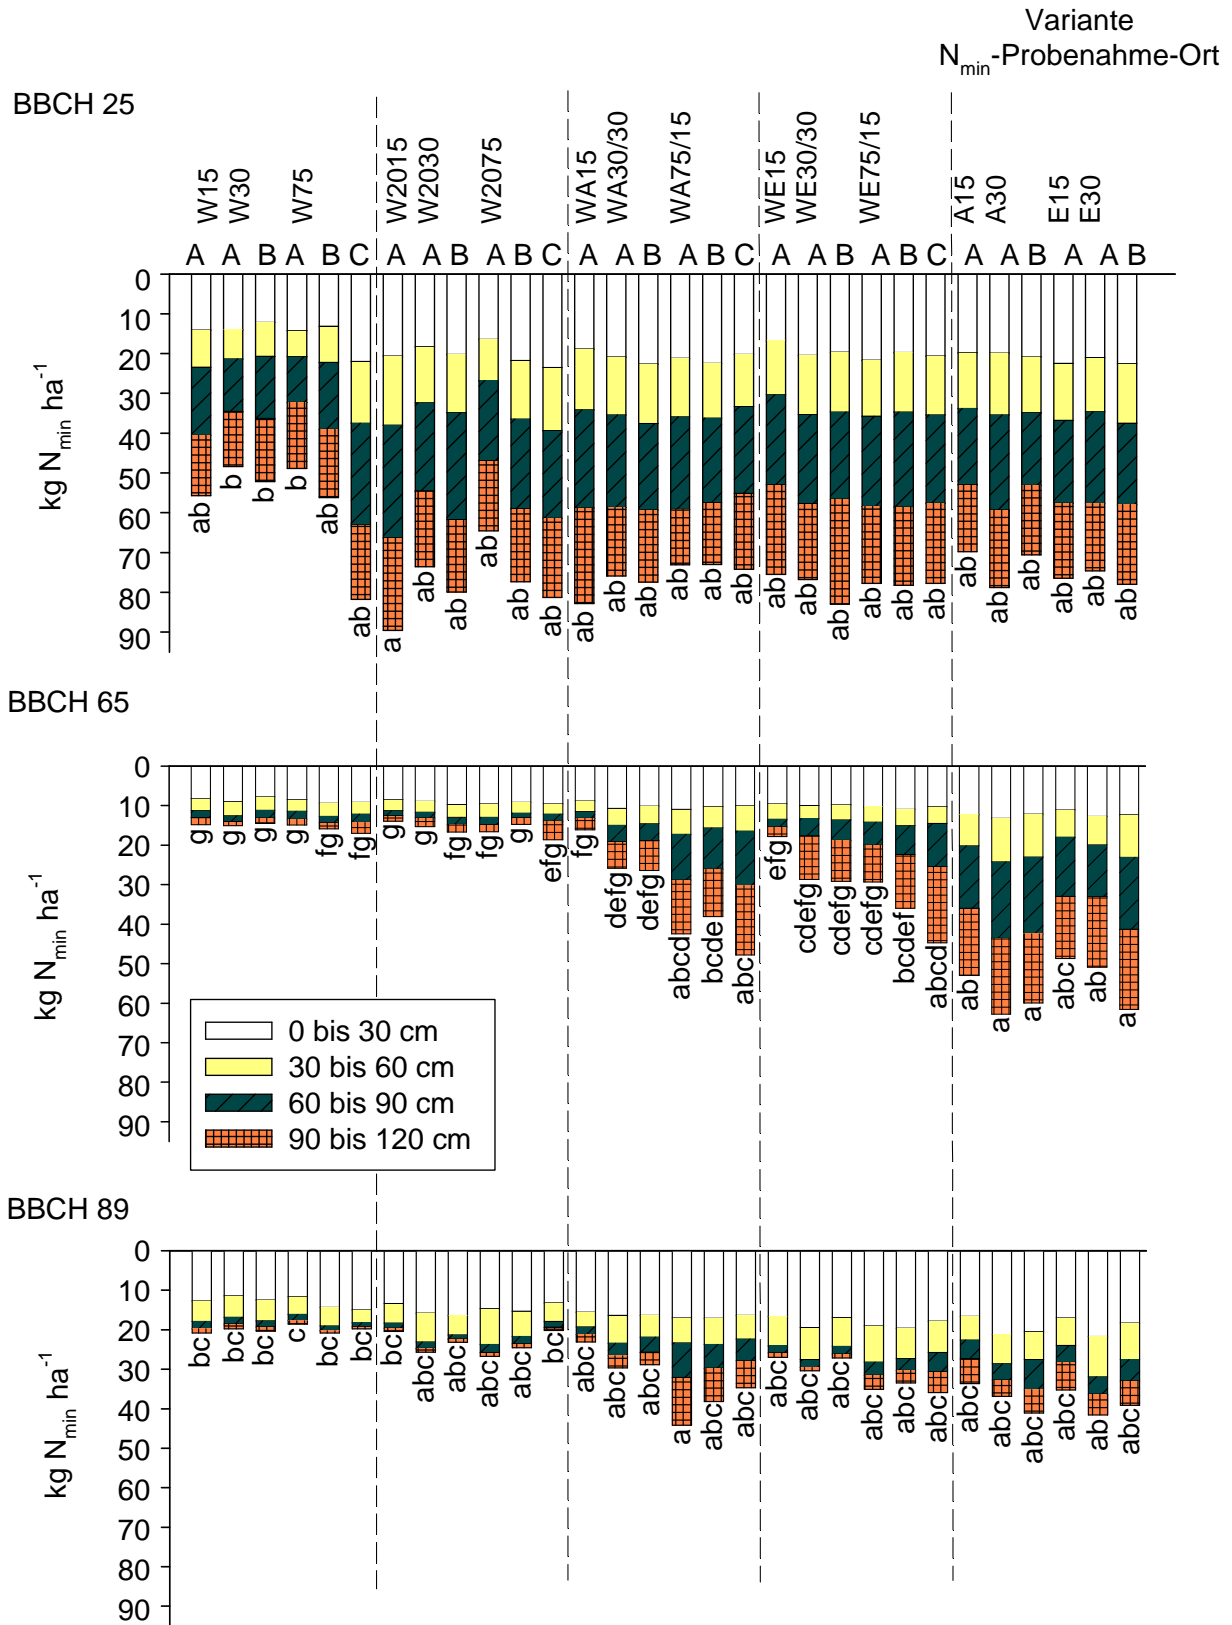 Variante
N_min-Probenahme-Ort
BBCH 25
W15 W30 W75 W2015 W2030 W2075 WA15 WA30/30 WA75/15 WE15 WE30/30 WE75/15 A15 A30 E15 E30
A A B A B C A A B A B C A A B A B C A A B A B C A A B A A B
0
10
20
30
40
50
60
70
80
90
kg N_min ha⁻¹
ab b b b ab ab a ab ab ab ab ab ab ab ab ab ab ab ab ab ab ab ab ab ab ab ab ab ab ab
BBCH 65
0
10
20
30
40
50
60
70
80
90
kg N_min ha⁻¹
g g g g fg fg g g fg fg g efg fg defg defg abcd bcde abc efg cdefg cdefg cdefg bcdef abcd ab a a abc ab a
0 bis 30 cm
30 bis 60 cm
60 bis 90 cm
90 bis 120 cm
BBCH 89
0
10
20
30
40
50
60
70
80
90
kg N_min ha⁻¹
bc bc bc c bc bc bc abc abc abc abc bc abc abc abc a abc abc abc abc abc abc abc abc abc abc abc abc ab abc